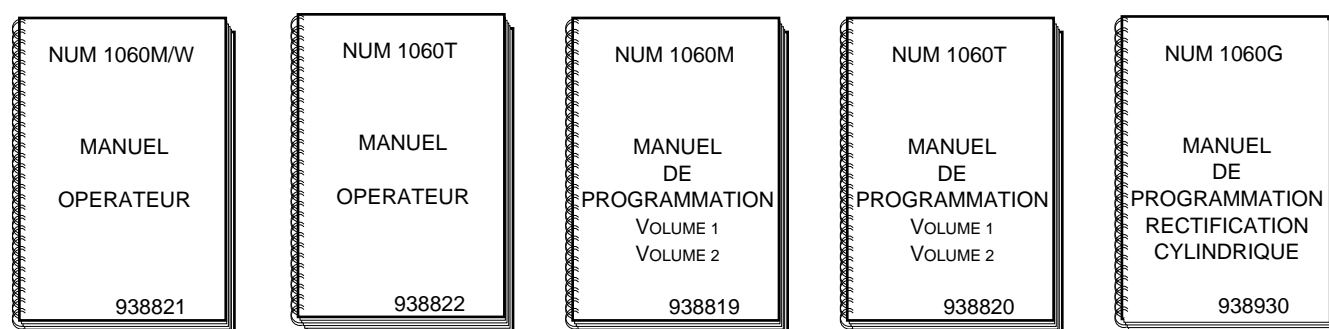 NUM 1060M/W
MANUEL
OPERATEUR
938821
NUM 1060T
MANUEL
OPERATEUR
938822
NUM 1060M
MANUEL
DE
PROGRAMMATION
VOLUME 1
VOLUME 2
938819
NUM 1060T
MANUEL
DE
PROGRAMMATION
VOLUME 1
VOLUME 2
938820
NUM 1060G
MANUEL
DE
PROGRAMMATION
RECTIFICATION
CYLINDRIQUE
938930